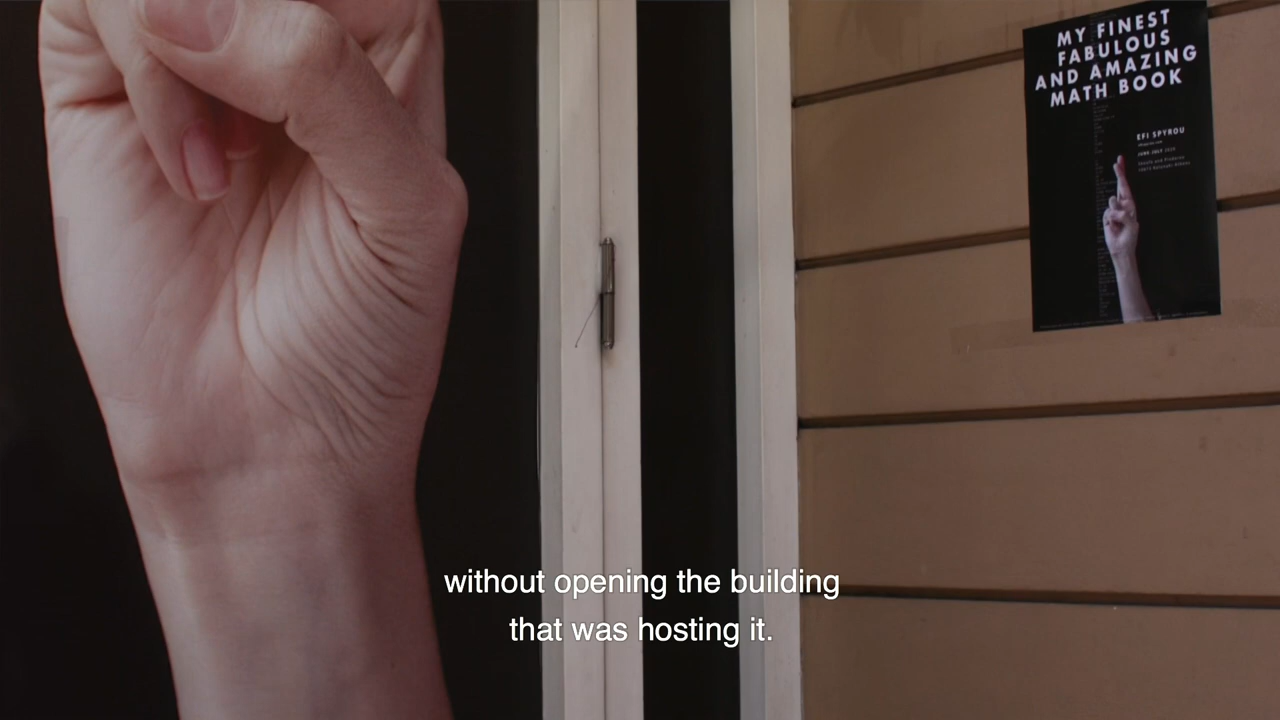 MY FINEST
FABULOUS
AND AMAZING
MATH BOOK
EFI SPYROU
JUNE-JULY 2020
without opening the building
that was hosting it.